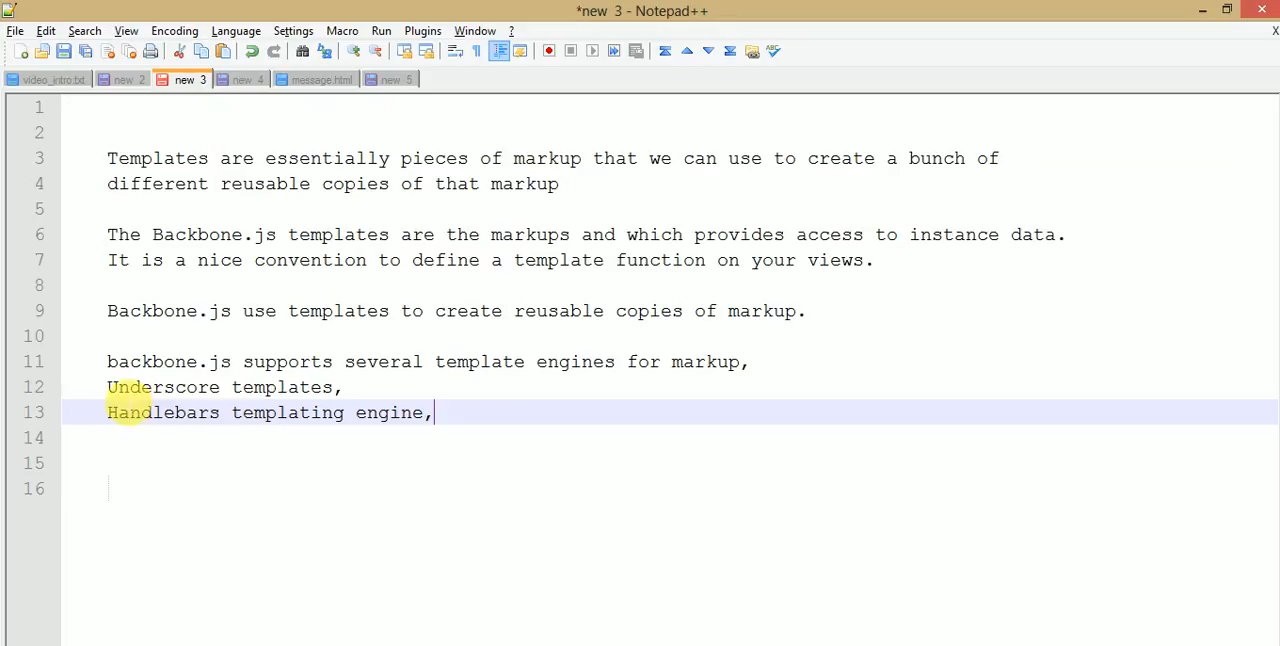 *new 3 - Notepad++
File Edit Search View Encoding Language Settings Macro Run Plugins Window ? X
video_intro.txt new 2 new 3 new 4 message.html new 5
1
2
3 Templates are essentially pieces of markup that we can use to create a bunch of
4 different reusable copies of that markup
5
6 The Backbone.js templates are the markups and which provides access to instance data.
7 It is a nice convention to define a template function on your views.
8
9 Backbone.js use templates to create reusable copies of markup.
10
11 backbone.js supports several template engines for markup,
12 Underscore templates,
13 Handlebars templating engine,
14
15
16